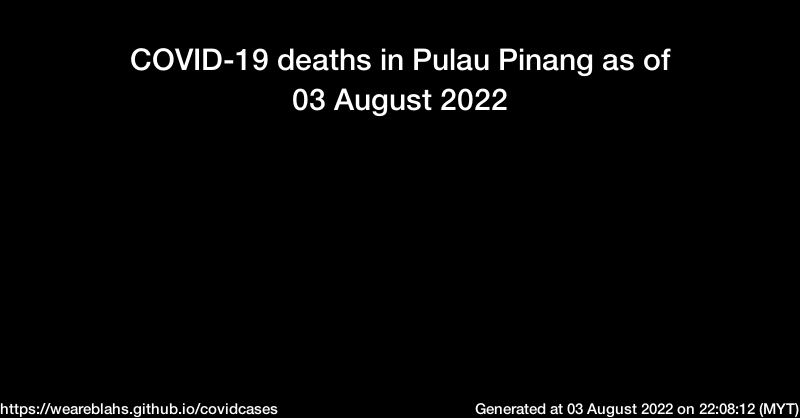 COVID-19 deaths in Pulau Pinang as of
03 August 2022
https://weareblahs.github.io/covidcases
Generated at 03 August 2022 on 22:08:12 (MYT)